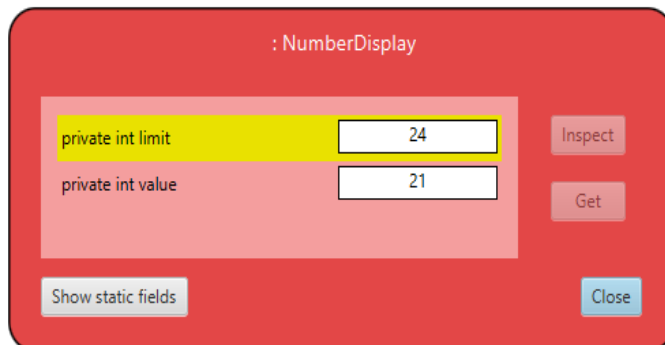 : NumberDisplay
private int limit 24
Inspect
private int value 21
Get
Show static fields
Close